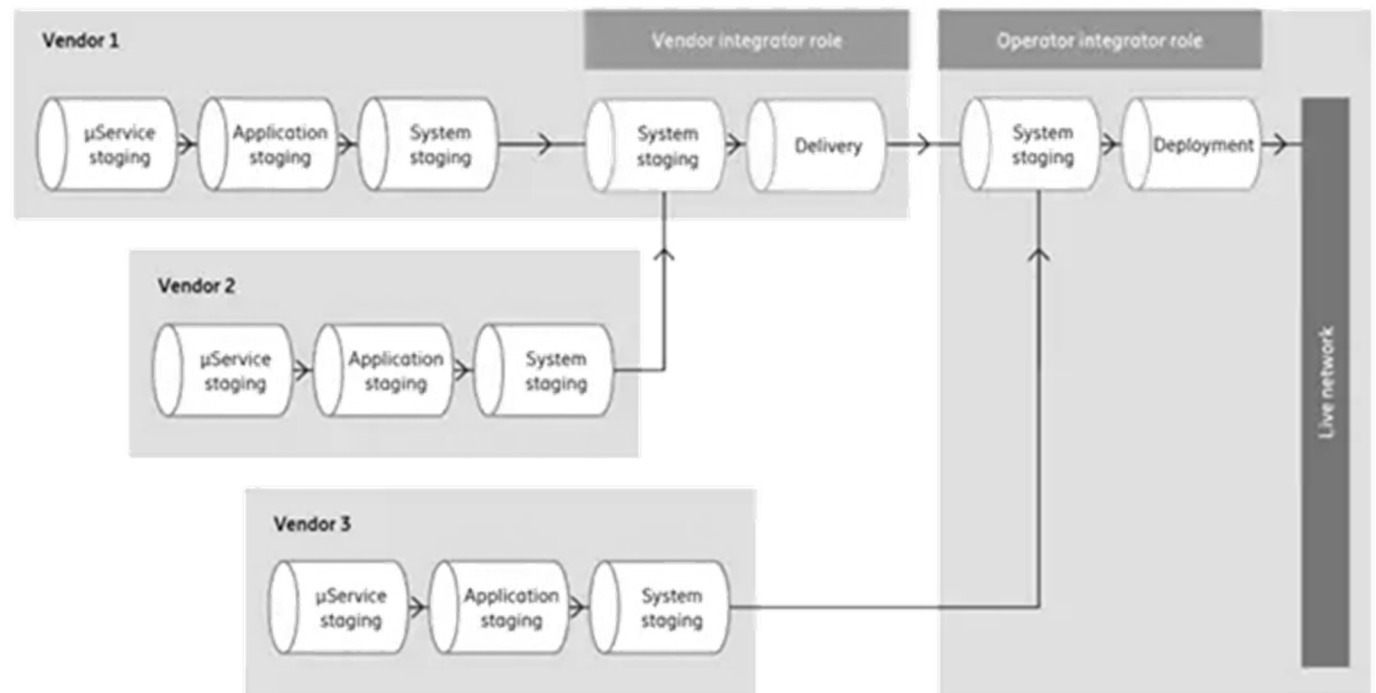 Vendor 1
Vendor integrator role
Operator integrator role
µService
staging
Application
staging
System
staging
System
staging
Delivery
System
staging
Deployment
Vendor 2
µService
staging
Application
staging
System
staging
Live network
Vendor 3
µService
staging
Application
staging
System
staging